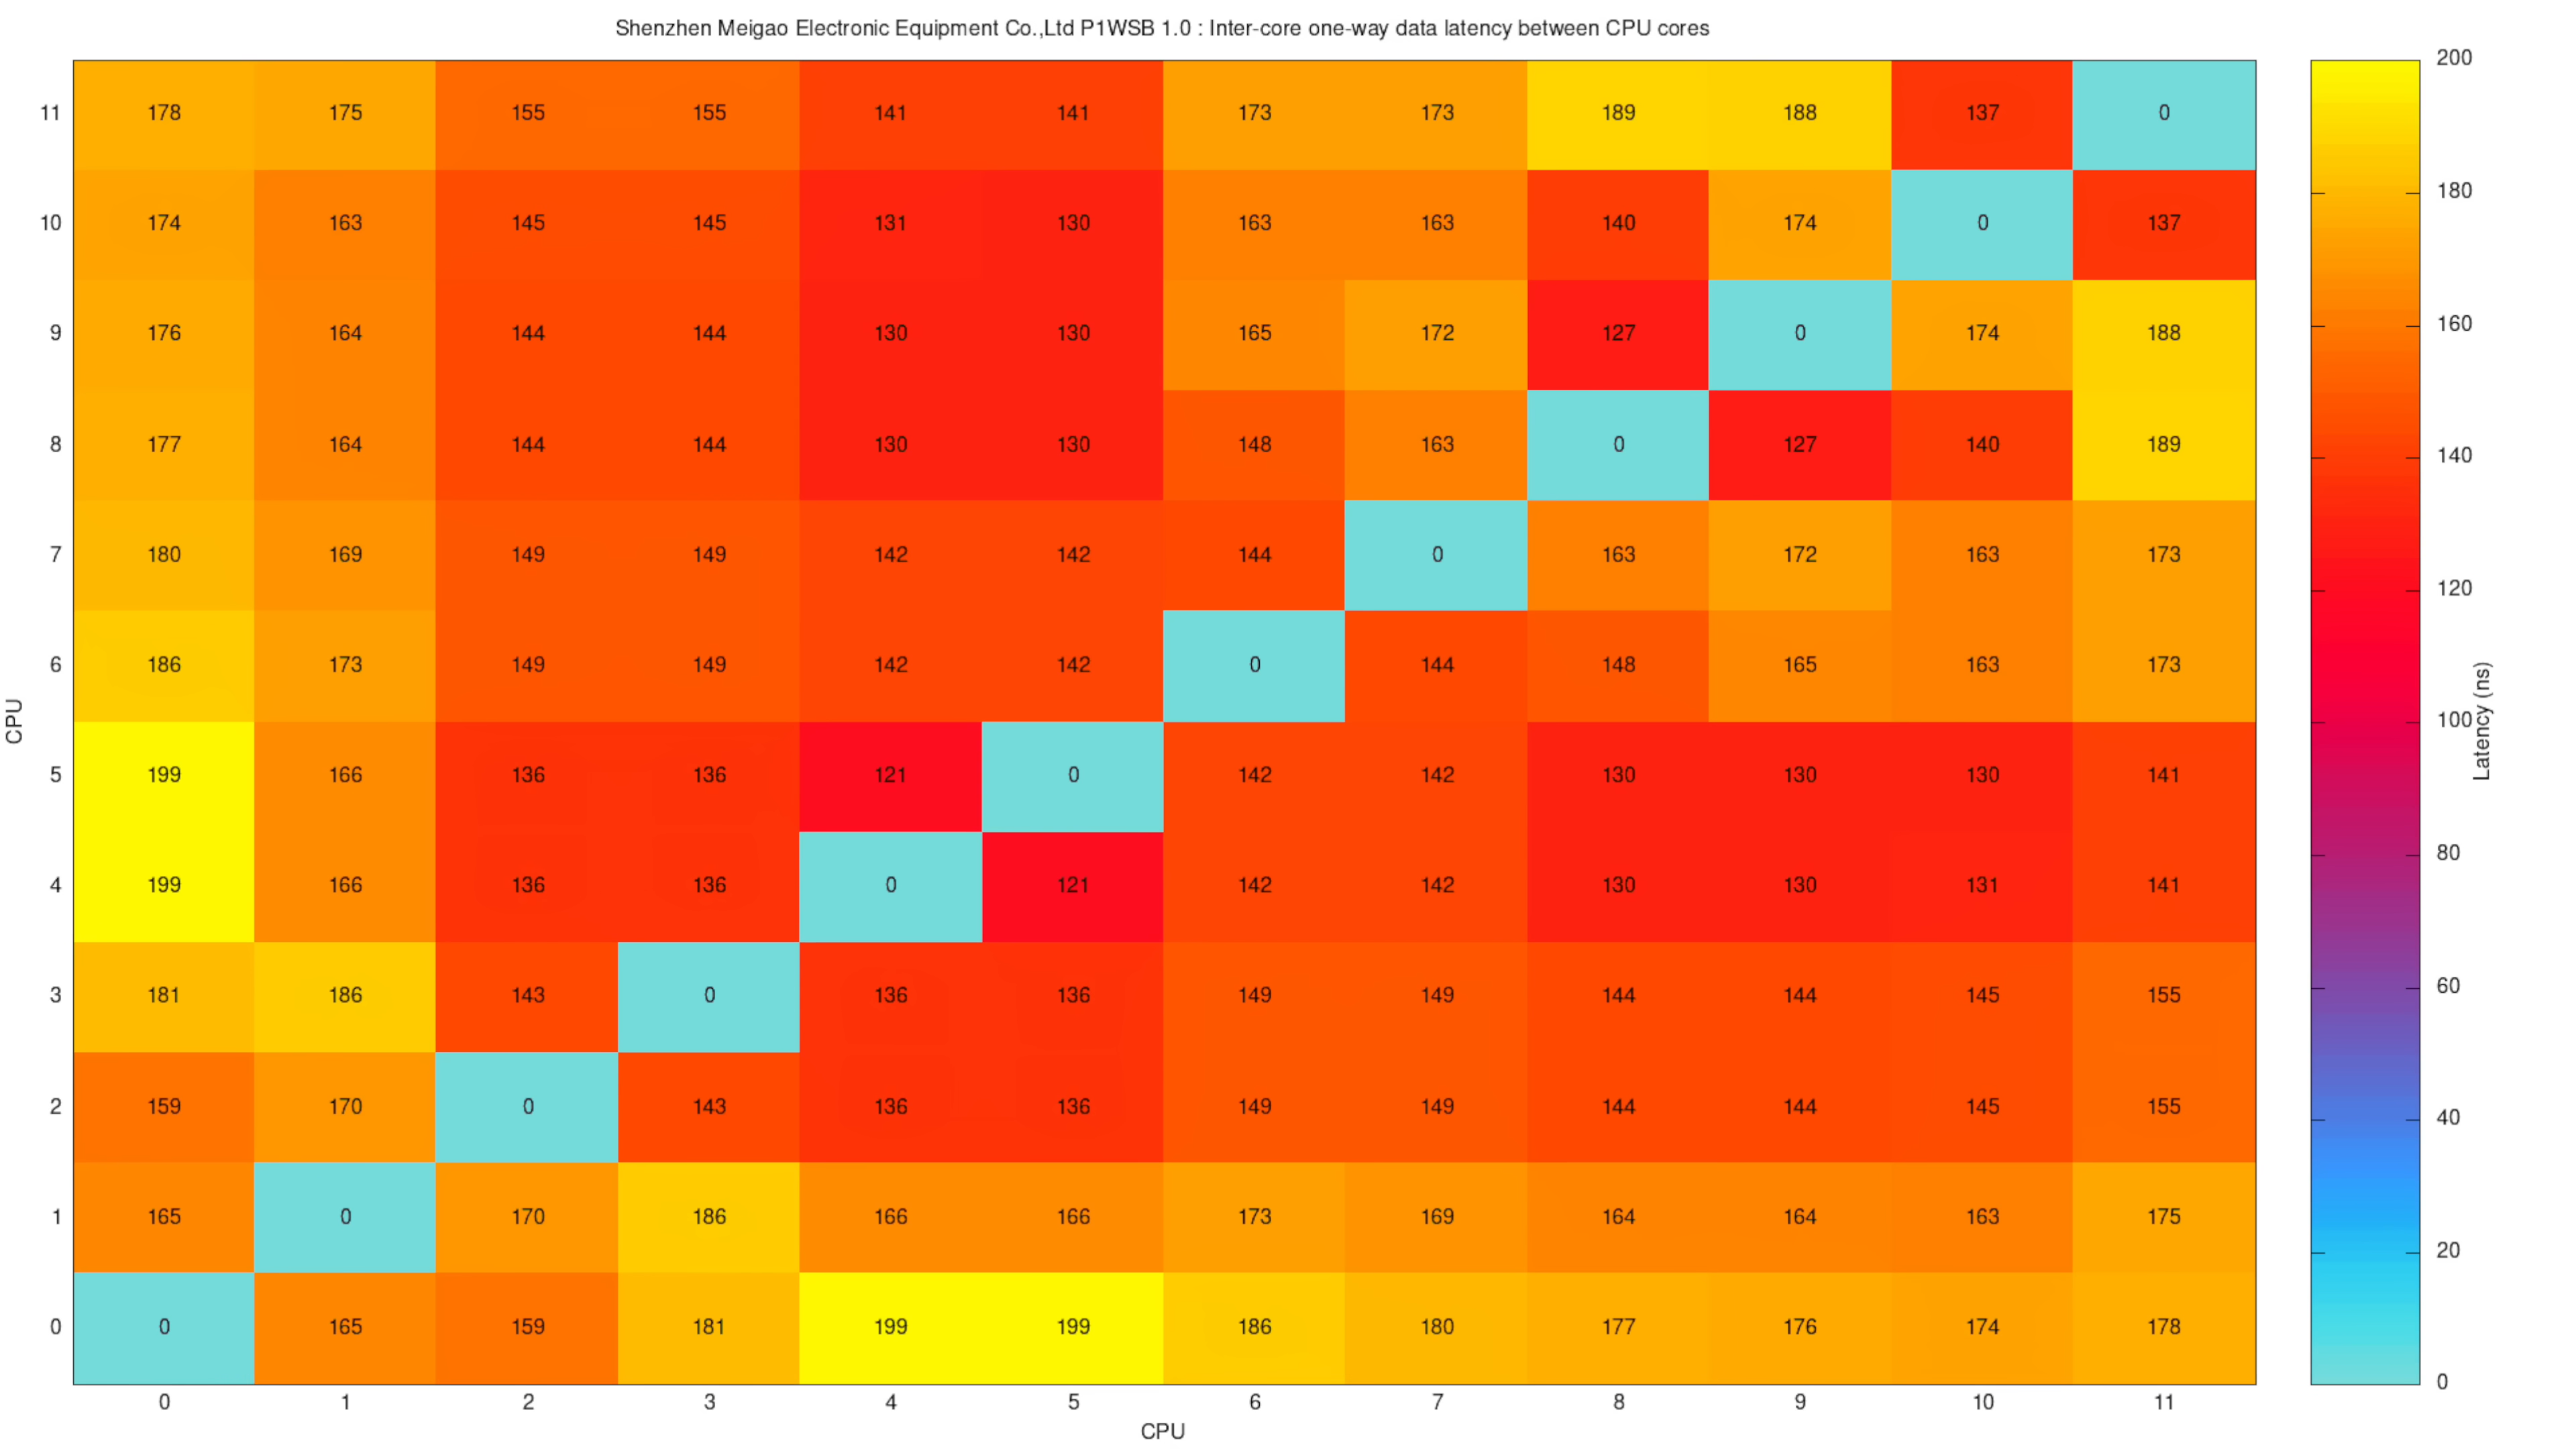 Shenzhen Meigao Electronic Equipment Co.,Ltd P1WSB 1.0 : Inter-core one-way data latency between CPU cores
11 178 175 155 155 141 141 173 173 189 188 137 0
10 174 163 145 145 131 130 163 163 140 174 0 137
9 176 164 144 144 130 130 165 172 127 0 174 188
8 177 164 144 144 130 130 148 163 0 127 140 189
7 180 169 149 149 142 142 144 0 163 172 163 173
6 186 173 149 149 142 142 0 144 148 165 163 173
5 199 166 136 136 121 0 142 142 130 130 130 141
4 199 166 136 136 0 121 142 142 130 130 131 141
3 181 186 143 0 136 136 149 149 144 144 145 155
2 159 170 0 143 136 136 149 149 144 144 145 155
1 165 0 170 186 166 166 173 169 164 164 163 175
0 0 165 159 181 199 199 186 180 177 176 174 178
0 1 2 3 4 5 6 7 8 9 10 11
CPU
CPU
200
180
160
140
120
100
80
60
40
20
0
Latency (ns)